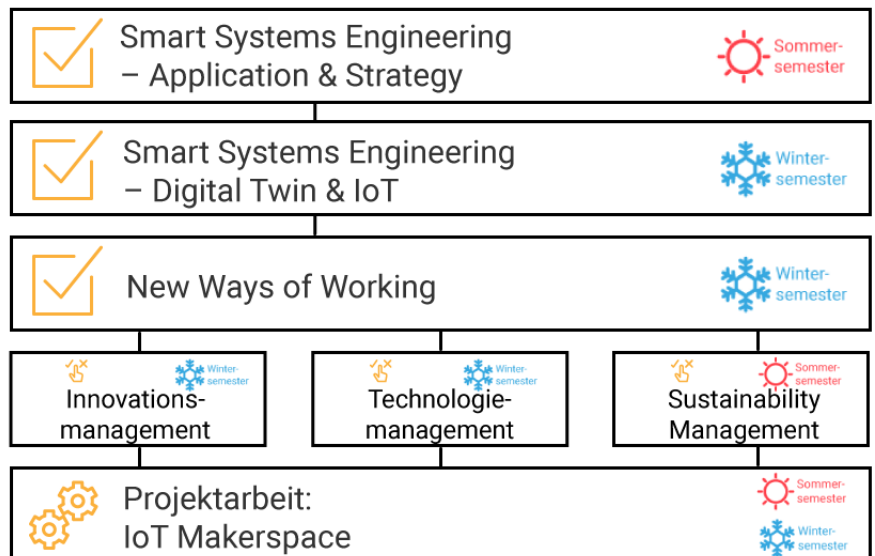 Smart Systems Engineering
– Application & Strategy
Sommer-
semester
Smart Systems Engineering
– Digital Twin & IoT
Winter-
semester
New Ways of Working
Winter-
semester
Winter-
semester
Innovations-
management
Winter-
semester
Technologie-
management
Sommer-
semester
Sustainability
Management
Projektarbeit:
IoT Makerspace
Sommer-
semester
Winter-
semester